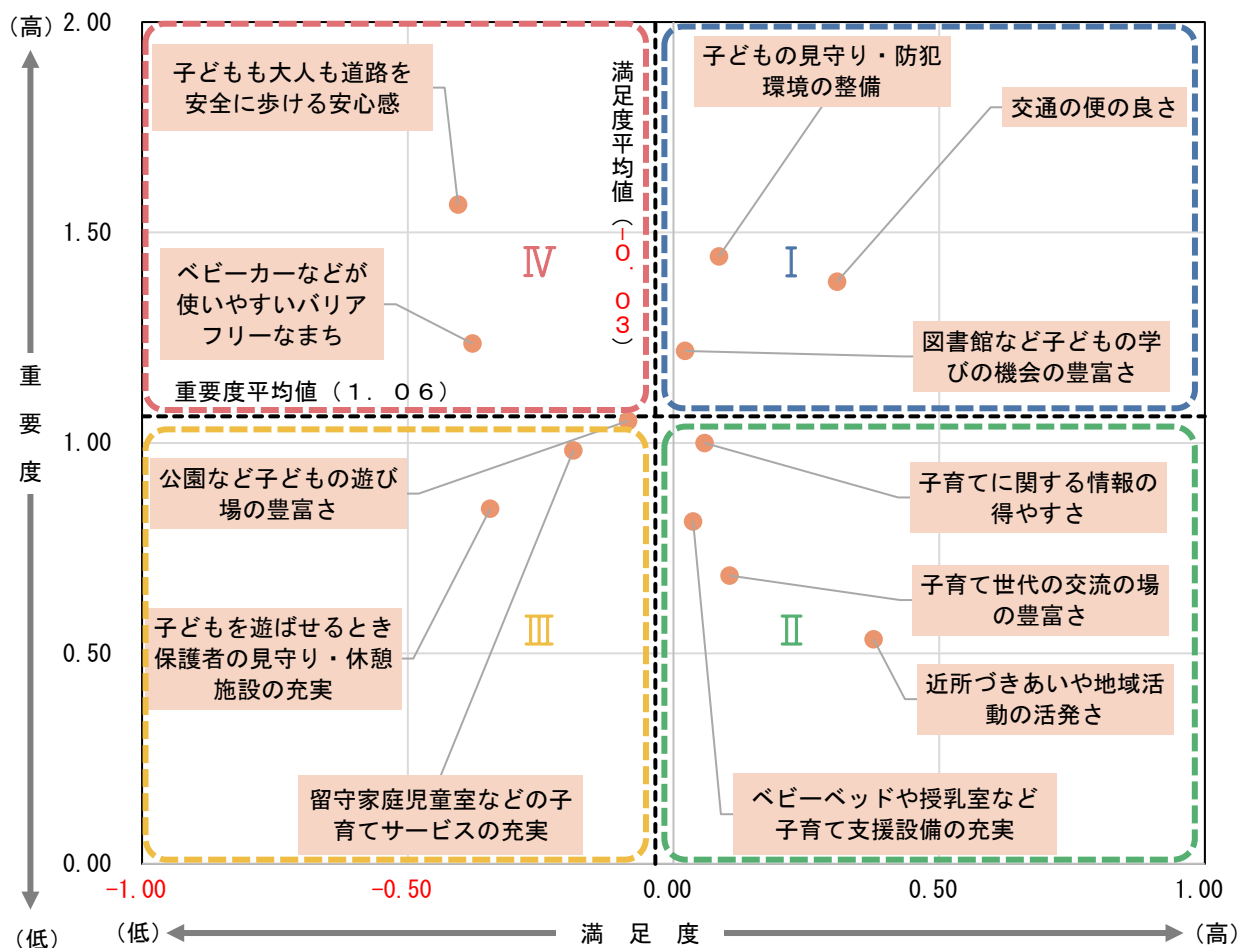 （高）
2.00
1.50
1.00
0.50
0.00
（低）
重
要
度
子どもも大人も道路を
安全に歩ける安心感
ベビーカーなどが
使いやすいバリア
フリーなまち
Ⅳ
重要度平均値（１．０６）
満足度平均値（－０．０３）
子どもの見守り・防犯
環境の整備
交通の便の良さ
Ⅰ
図書館など子どもの学
びの機会の豊富さ
公園など子どもの遊び
場の豊富さ
子どもを遊ばせるとき
保護者の見守り・休憩
施設の充実
Ⅲ
留守家庭児童室などの子
育てサービスの充実
子育てに関する情報の
得やすさ
子育て世代の交流の場
の豊富さ
Ⅱ
近所づきあいや地域活
動の活発さ
ベビーベッドや授乳室など
子育て支援設備の充実
-1.00
-0.50
0.00
0.50
1.00
（低）
満足度
（高）